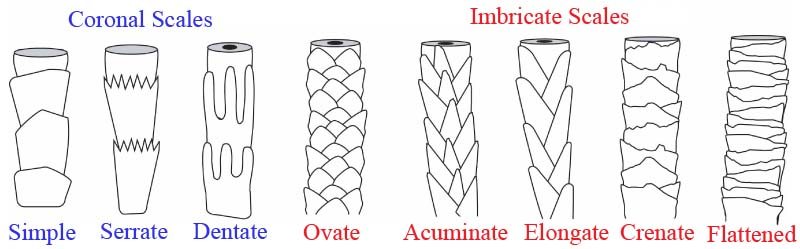 Coronal Scales
Imbricate Scales
Simple Serrate Dentate Ovate Acuminate Elongate Crenate Flattened